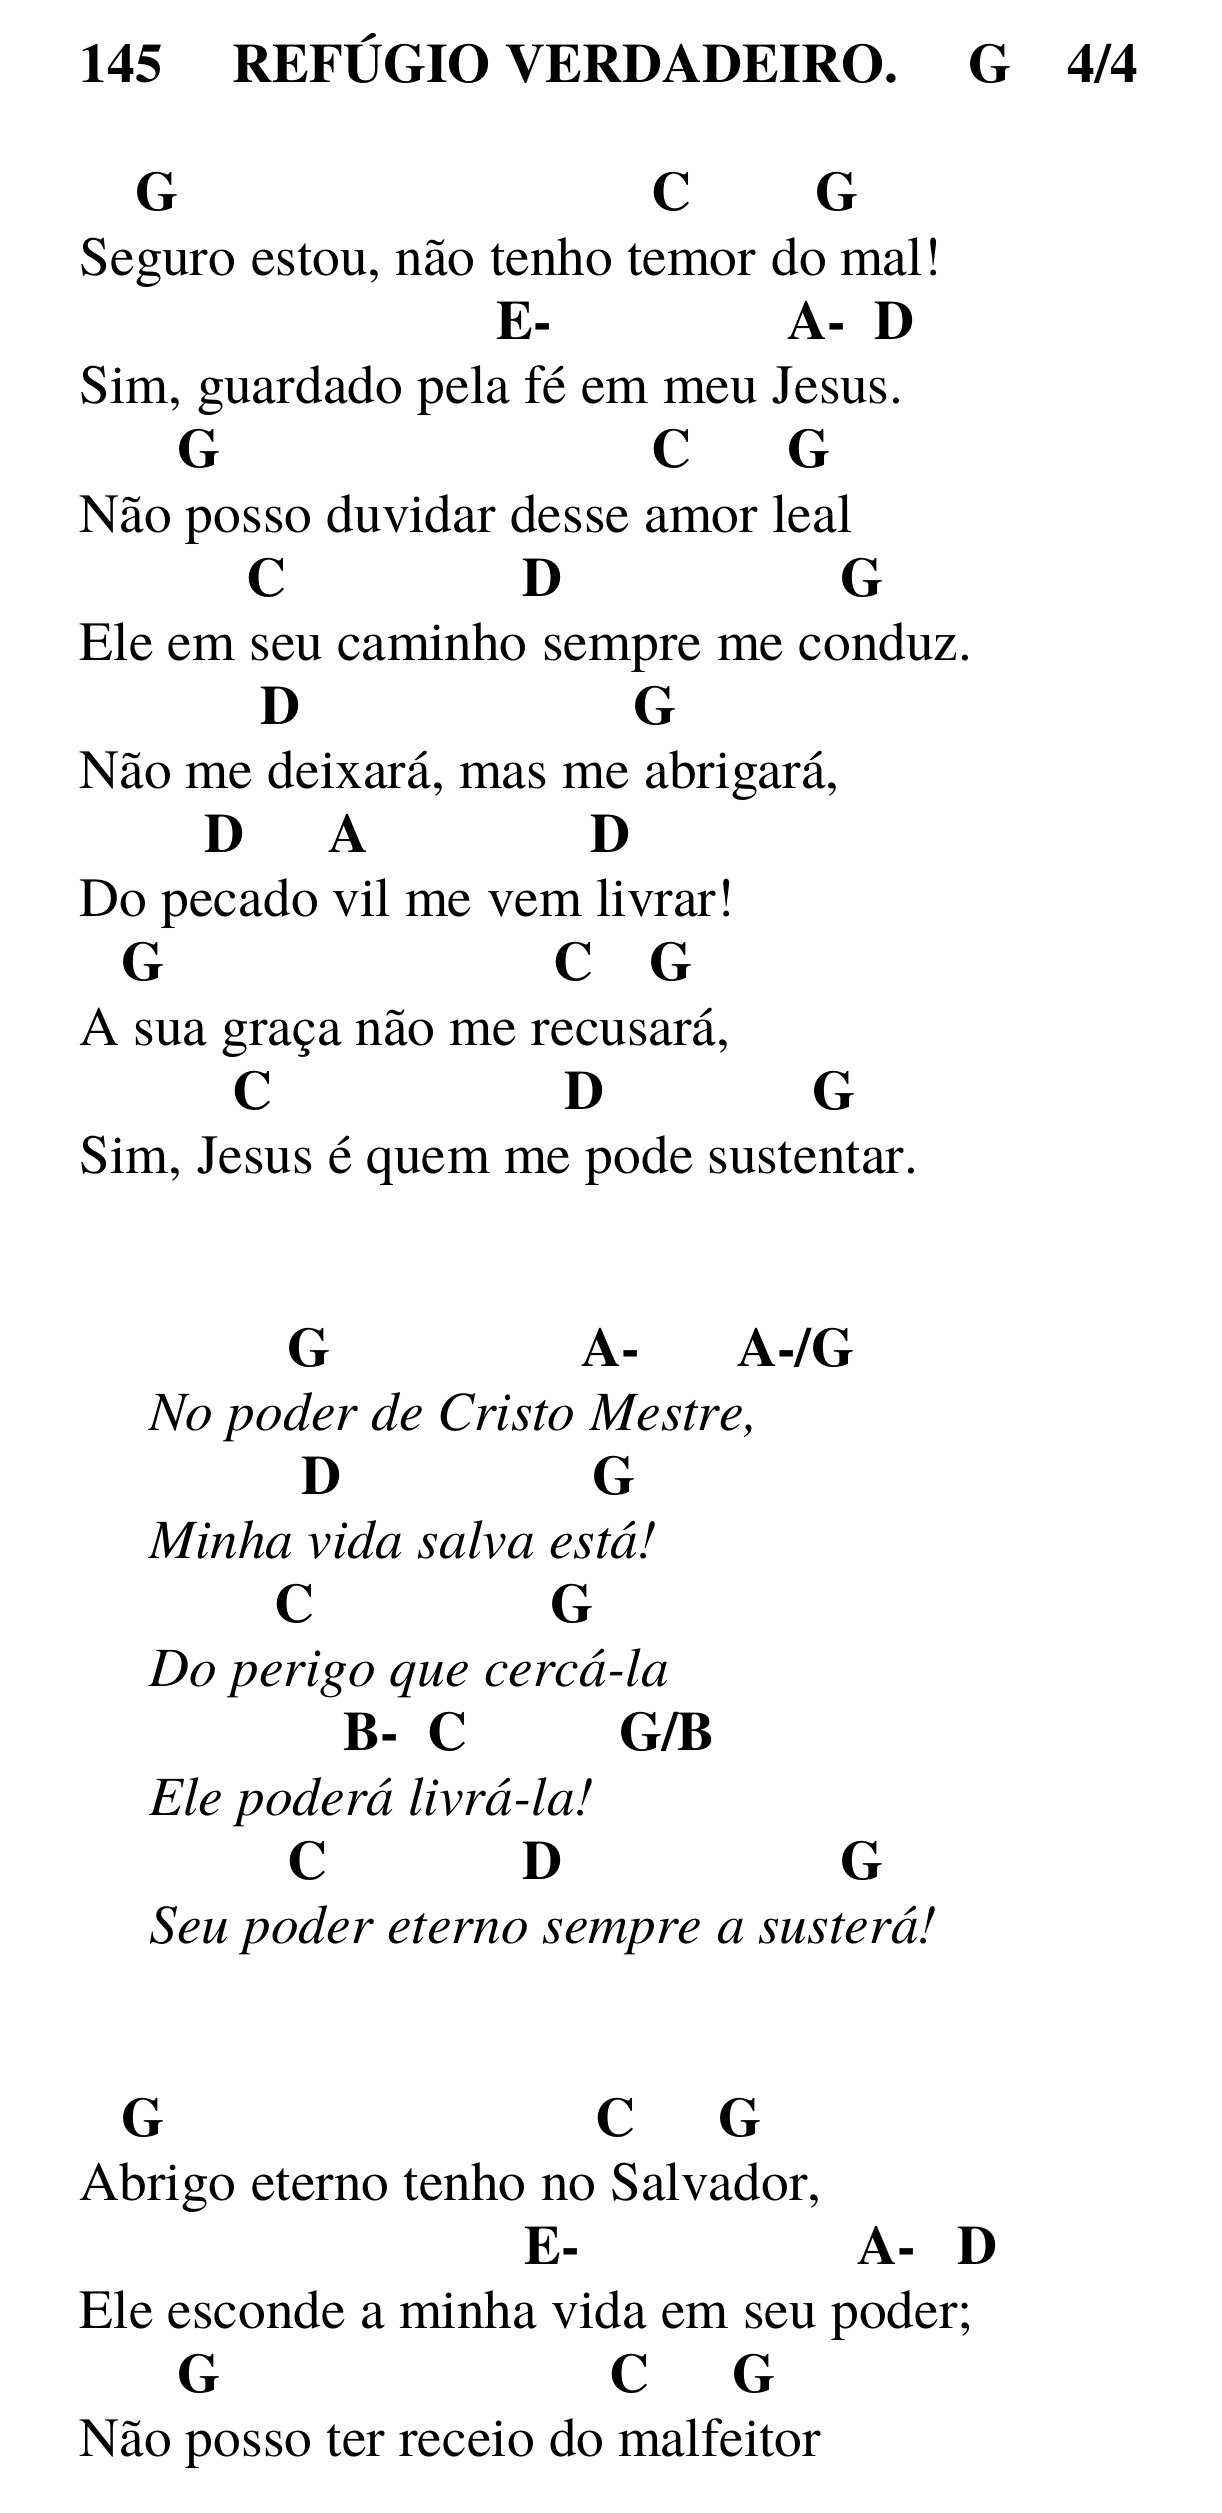 145 REFÚGIO VERDADEIRO. G 4/4
G C G
Seguro estou, não tenho temor do mal!
E- A- D
Sim, guardado pela fé em meu Jesus.
G C G
Não posso duvidar desse amor leal
C D G
Ele em seu caminho sempre me conduz.
D G
Não me deixará, mas me abrigará,
D A D
Do pecado vil me vem livrar!
G C G
A sua graça não me recusará,
C D G
Sim, Jesus é quem me pode sustentar.
G A- A-/G
No poder de Cristo Mestre,
D G
Minha vida salva está!
C G
Do perigo que cercá-la
B- C G/B
Ele poderá livrá-la!
C D G
Seu poder eterno sempre a susterá!
G C G
Abrigo eterno tenho no Salvador,
E- A- D
Ele esconde a minha vida em seu poder;
G C G
Não posso ter receio do malfeitor